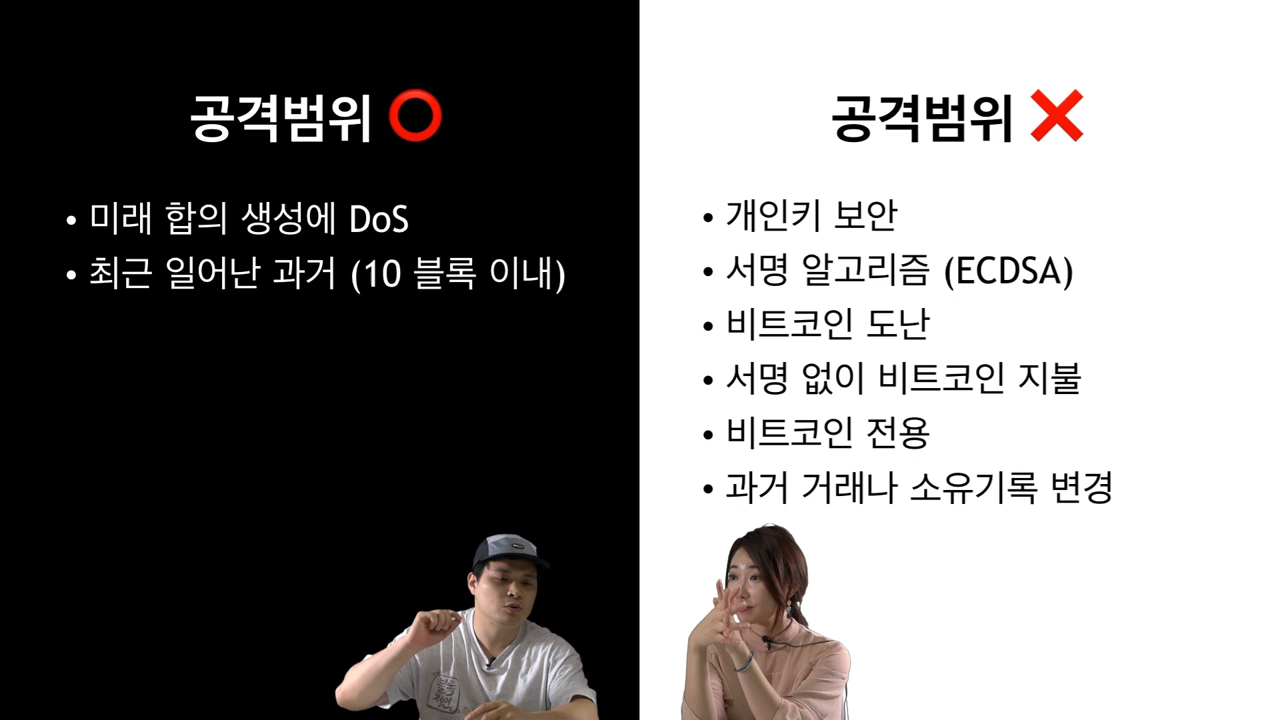 공격범위 ⭕
• 미래 합의 생성에 DoS
• 최근 일어난 과거 (10 블록 이내)
공격범위 ❌
• 개인키 보안
• 서명 알고리즘 (ECDSA)
• 비트코인 도난
• 서명 없이 비트코인 지불
• 비트코인 전용
• 과거 거래나 소유기록 변경